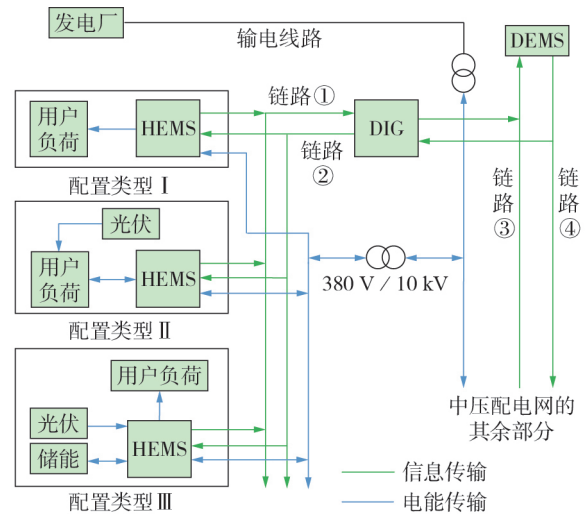 发电厂
输电线路
DEMS
链路①
用户
负荷
HEMS
DIG
链路
②
配置类型Ⅰ
链
路
③
链
路
④
光伏
用户
负荷
HEMS
380 V / 10 kV
配置类型Ⅱ
用户负荷
光伏
储能
HEMS
中压配电网的
其余部分
信息传输
电能传输
配置类型Ⅲ